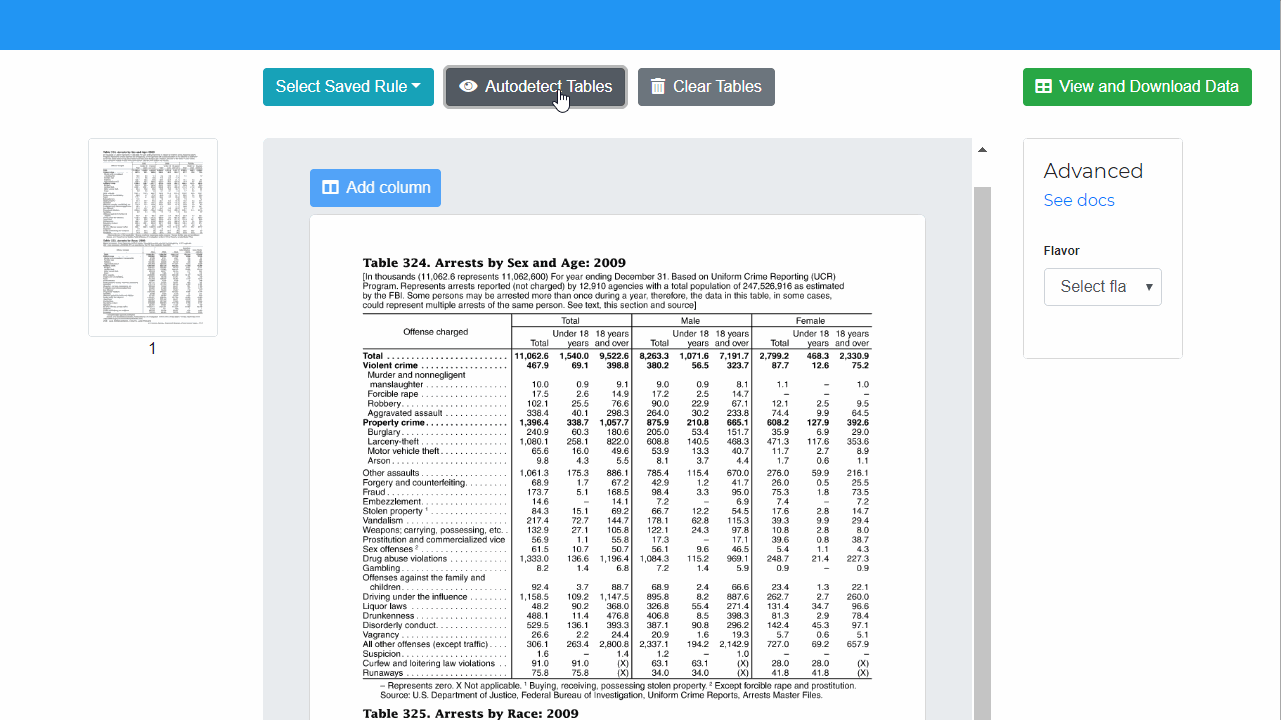 Select Saved Rule
Autodetect Tables
Clear Tables
View and Download Data
1
Add column
Advanced
See docs
Flavor
Select fla
Table 324. Arrests by Sex and Age: 2009
[In thousands (11,062.6 represents 11,062,600) For year ending December 31. Based on Uniform Crime Reporting (UCR)
Program. Represents arrests reported (not charged) by 12,910 agencies with a total population of 247,526,916 as estimated
by the FBI. Some persons may be arrested more than once during a year, therefore, the data in this table, in some cases,
could represent multiple arrests of the same person. See text, this section and source]
Offense charged
Total Male Female
Total Under 18 years 18 years and over Total Under 18 years 18 years and over Total Under 18 years 18 years and over
Total . . . . . . . . . . . . . . . . . . . . . . . . 11,062.6 1,540.0 9,522.6 8,263.3 1,071.6 7,191.7 2,799.2 468.3 2,330.9
Violent crime . . . . . . . . . . . . . . . . . 467.9 69.1 398.8 380.2 56.5 323.7 87.7 12.6 75.2
Murder and nonnegligent
manslaughter . . . . . . . . . . . . . . . . 10.0 0.9 9.1 9.0 0.9 8.1 1.1 – 1.0
Forcible rape . . . . . . . . . . . . . . . . . 17.5 2.6 14.9 17.2 2.5 14.7 – – –
Robbery. . . . . . . . . . . . . . . . . . . . . 102.1 25.5 76.6 90.0 22.9 67.1 12.1 2.5 9.5
Aggravated assault . . . . . . . . . . . . . 338.4 40.1 298.3 264.0 30.2 233.8 74.4 9.9 64.5
Property crime. . . . . . . . . . . . . . . . 1,396.4 338.7 1,057.7 875.9 210.8 665.1 608.2 127.9 392.6
Burglary. . . . . . . . . . . . . . . . . . . . . 240.9 60.3 180.6 205.0 53.4 151.7 35.9 6.9 29.0
Larceny-theft . . . . . . . . . . . . . . . . . 1,080.1 258.1 822.0 608.8 140.5 468.3 471.3 117.6 353.6
Motor vehicle theft. . . . . . . . . . . . . 65.6 16.0 49.6 53.9 13.3 40.7 11.7 2.7 8.9
Arson. . . . . . . . . . . . . . . . . . . . . . . 9.8 4.3 5.5 8.1 3.7 4.4 1.7 0.6 1.1
Other assaults . . . . . . . . . . . . . . . . . 1,061.3 175.3 886.1 785.4 115.4 670.0 276.0 59.9 216.1
Forgery and counterfeiting. . . . . . . . . 68.9 1.7 67.2 42.9 1.2 41.7 26.0 0.5 25.5
Fraud . . . . . . . . . . . . . . . . . . . . . . . 173.7 5.1 168.5 98.4 3.3 95.0 75.3 1.8 73.5
Embezzlement. . . . . . . . . . . . . . . . . 14.6 – 14.1 7.2 – 6.9 7.4 – 7.2
Stolen property ¹ . . . . . . . . . . . . . . . 84.3 15.1 69.2 66.7 12.2 54.5 17.6 2.8 14.7
Vandalism . . . . . . . . . . . . . . . . . . . . 217.4 72.7 144.7 178.1 62.8 115.3 39.3 9.9 29.4
Weapons; carrying, possessing, etc. . 132.9 27.1 105.8 122.1 24.3 97.8 10.8 2.8 8.0
Prostitution and commercialized vice 56.9 1.1 55.8 17.3 – 17.1 39.6 0.8 38.7
Sex offenses ² . . . . . . . . . . . . . . . . . 61.5 10.7 50.7 56.1 9.6 46.5 5.4 1.1 4.3
Drug abuse violations . . . . . . . . . . . . 1,333.0 136.6 1,196.4 1,084.3 115.2 969.1 248.7 21.4 227.3
Gambling. . . . . . . . . . . . . . . . . . . . . 8.2 1.4 6.8 7.2 1.4 5.9 0.9 – 0.9
Offenses against the family and
children. . . . . . . . . . . . . . . . . . . . . . 92.4 3.7 88.7 68.9 2.4 66.6 23.4 1.3 22.1
Driving under the influence . . . . . . . . 1,158.5 109.2 1,147.5 895.8 8.2 887.6 262.7 2.7 260.0
Liquor laws . . . . . . . . . . . . . . . . . . . 48.2 90.2 368.0 326.8 55.4 271.4 131.4 34.7 96.6
Drunkenness. . . . . . . . . . . . . . . . . . 488.1 11.4 476.8 406.8 8.5 398.3 81.3 2.9 78.4
Disorderly conduct. . . . . . . . . . . . . . 529.5 136.1 393.3 387.1 90.8 296.2 142.4 45.3 97.1
Vagrancy . . . . . . . . . . . . . . . . . . . . . 26.6 2.2 24.4 20.9 1.6 19.3 5.7 0.6 5.1
All other offenses (except traffic) . . . . 306.1 263.4 2,800.8 2,337.1 194.2 2,142.9 727.0 69.2 657.9
Suspicion. . . . . . . . . . . . . . . . . . . . . 1.6 – 1.4 1.2 – 1.0 – – –
Curfew and loitering law violations . . 91.0 91.0 (X) 63.1 63.1 (X) 28.0 28.0 (X)
Runaways . . . . . . . . . . . . . . . . . . . . 75.8 75.8 (X) 34.0 34.0 (X) 41.8 41.8 (X)
– Represents zero. X Not applicable. ¹ Buying, receiving, possessing stolen property. ² Except forcible rape and prostitution.
Source: U.S. Department of Justice, Federal Bureau of Investigation, Uniform Crime Reports, Arrests Master Files.
Table 325. Arrests by Race: 2009